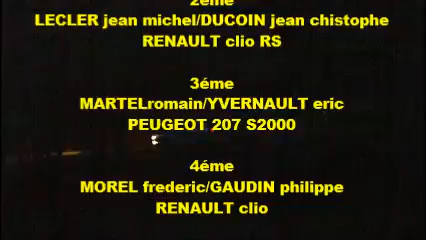 2éme
LECLER jean michel/DUCOIN jean chistophe
RENAULT clio RS
3éme
MARTELromain/YVERNAULT eric
PEUGEOT 207 S2000
4éme
MOREL frederic/GAUDIN philippe
RENAULT clio